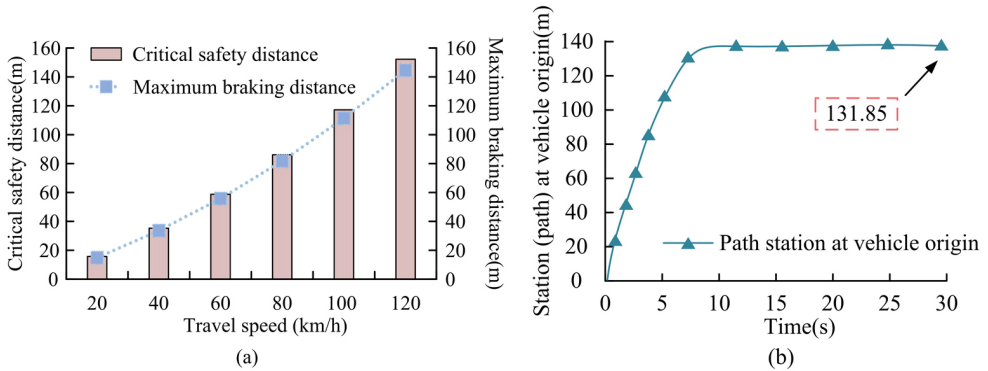 Critical safety distance(m)
160
140
120
100
80
60
40
20
0
Critical safety distance
Maximum braking distance
160
140
120
100
80
60
40
20
0
Maximum braking distance(m)
20 40 60 80 100 120
Travel speed (km/h)
(a)
Station (path) at vehicle origin(m)
140
120
100
80
60
40
20
0
131.85
Path station at vehicle origin
0 5 10 15 20 25 30
Time(s)
(b)